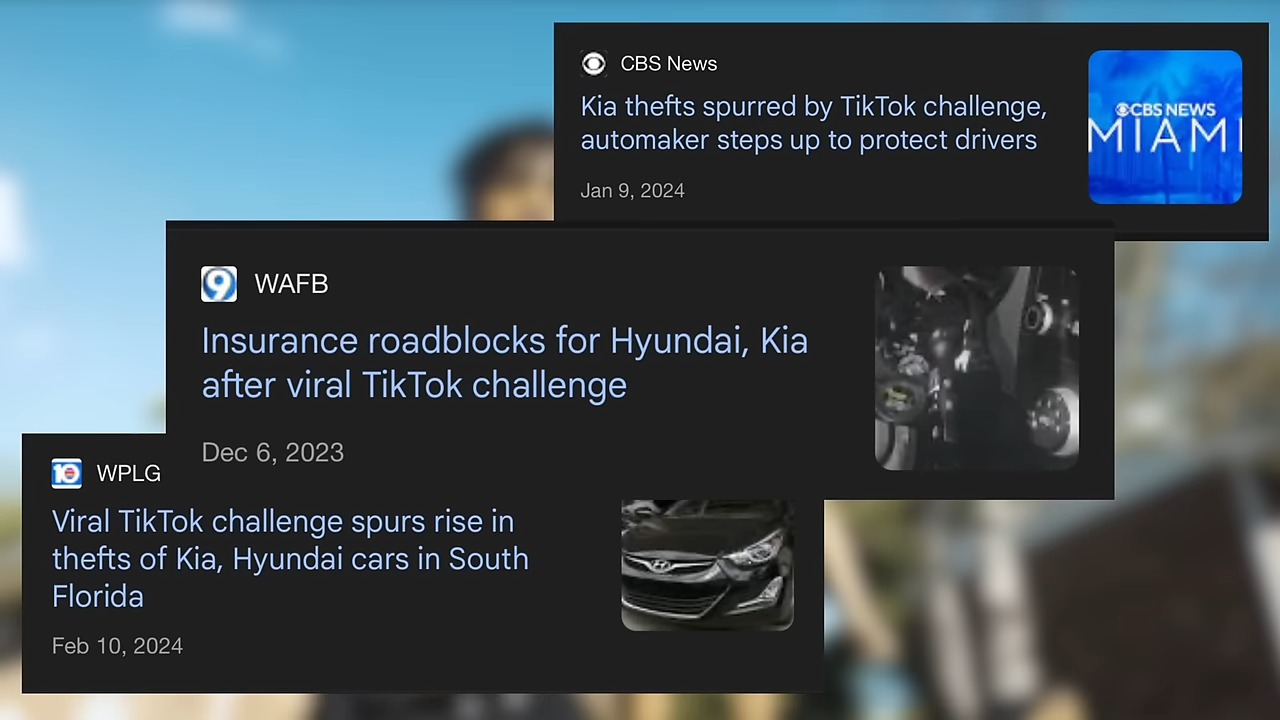 CBS News
Kia thefts spurred by TikTok challenge,
automaker steps up to protect drivers
Jan 9, 2024
CBS NEWS
MIAMI
9
WAFB
Insurance roadblocks for Hyundai, Kia
after viral TikTok challenge
Dec 6, 2023
10
WPLG
Viral TikTok challenge spurs rise in
thefts of Kia, Hyundai cars in South
Florida
Feb 10, 2024